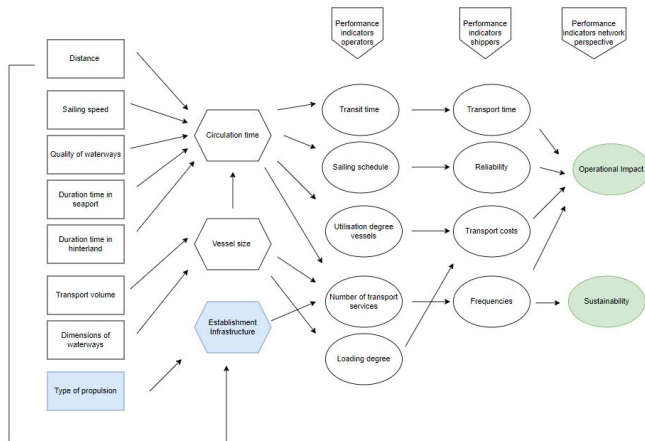 Performance
indicators
operators
Performance
indicators
shippers
Performance
indicators network
perspective
Distance
Sailing speed
Quality of waterways
Duration time in
seaport
Duration time in
hinterland
Transport volume
Dimensions of
waterways
Type of propulsion
Circulation time
Vessel size
Establishment
Infrastructure
Transit time
Sailing schedule
Utilisation degree
vessels
Number of transport
services
Loading degree
Transport time
Reliability
Transport costs
Frequencies
Operational Impact
Sustainability